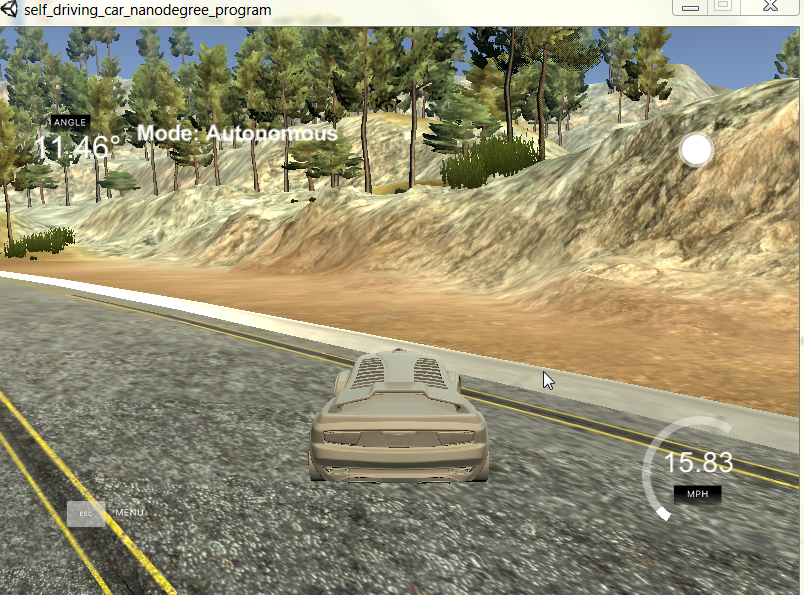 self_driving_car_nanodegree_program
ANGLE
11.46° Mode: Autonomous
15.83
MPH
ESC MENU